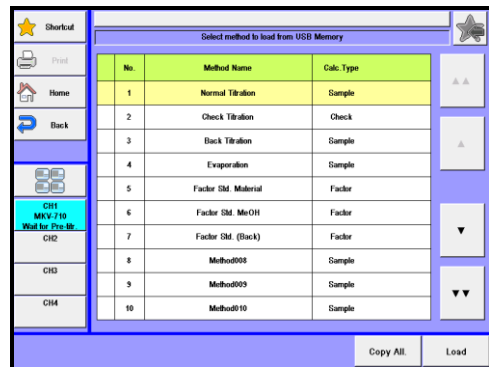 Shortcut
Select method to load from USB Memory
Print
Home
Back
No. Method Name Calc.Type
1 Normal Titration Sample
2 Check Titration Check
3 Back Titration Sample
4 Evaporation Sample
5 Factor Std. Material Factor
6 Factor Std. MeOH Factor
7 Factor Std. (Back) Factor
8 Method008 Sample
9 Method009 Sample
10 Method010 Sample
CH1
MKV-710
Wait for Pre-titr.
CH2
CH3
CH4
Copy All.
Load